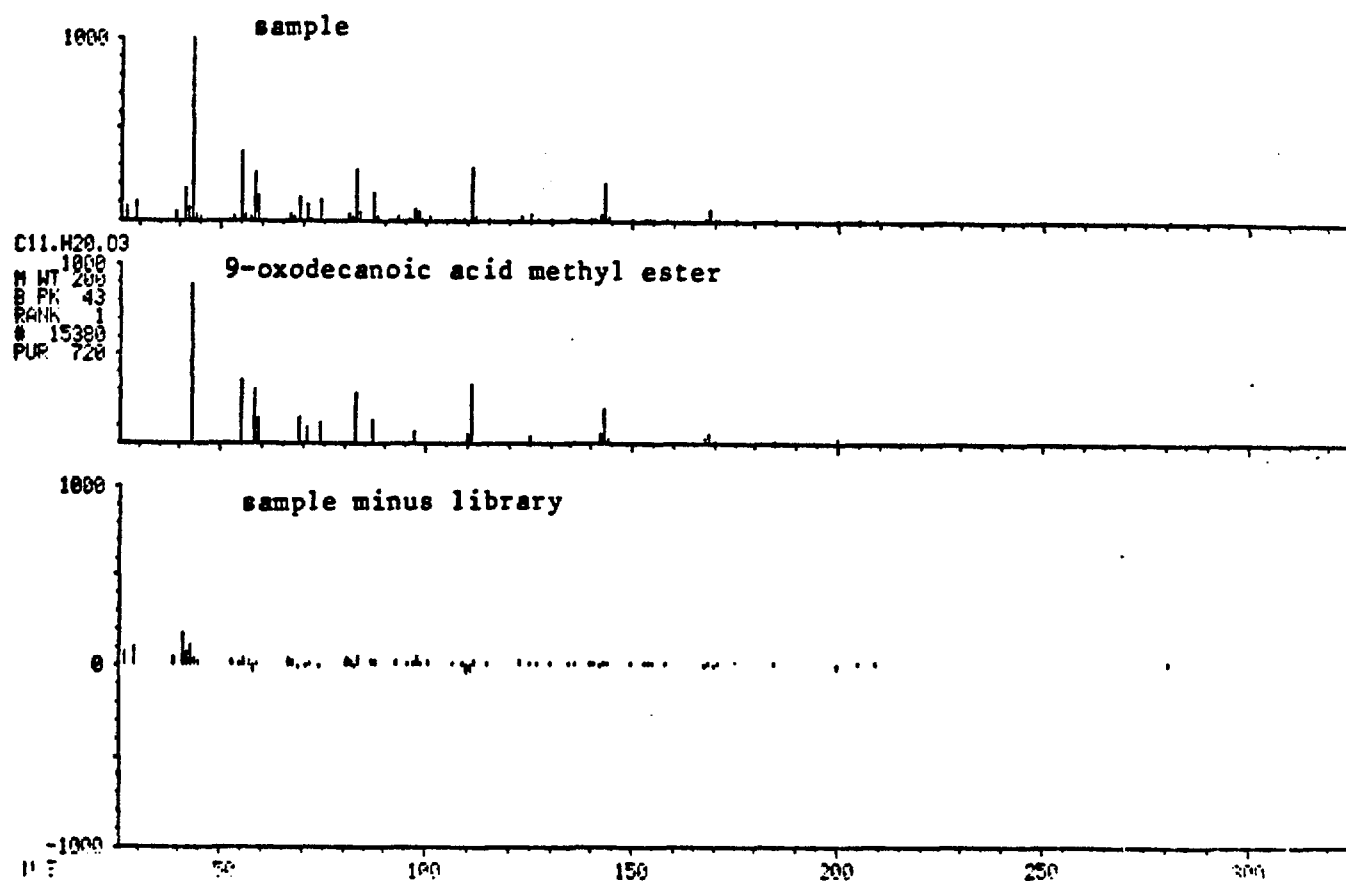 sample
1000
C11.H20.O3
1000
M WT 200
B PK 43
RANK 1
# 15380
PUR 720
9-oxodecanoic acid methyl ester
1000
sample minus library
0
-1000
50 100 150 200 250 300